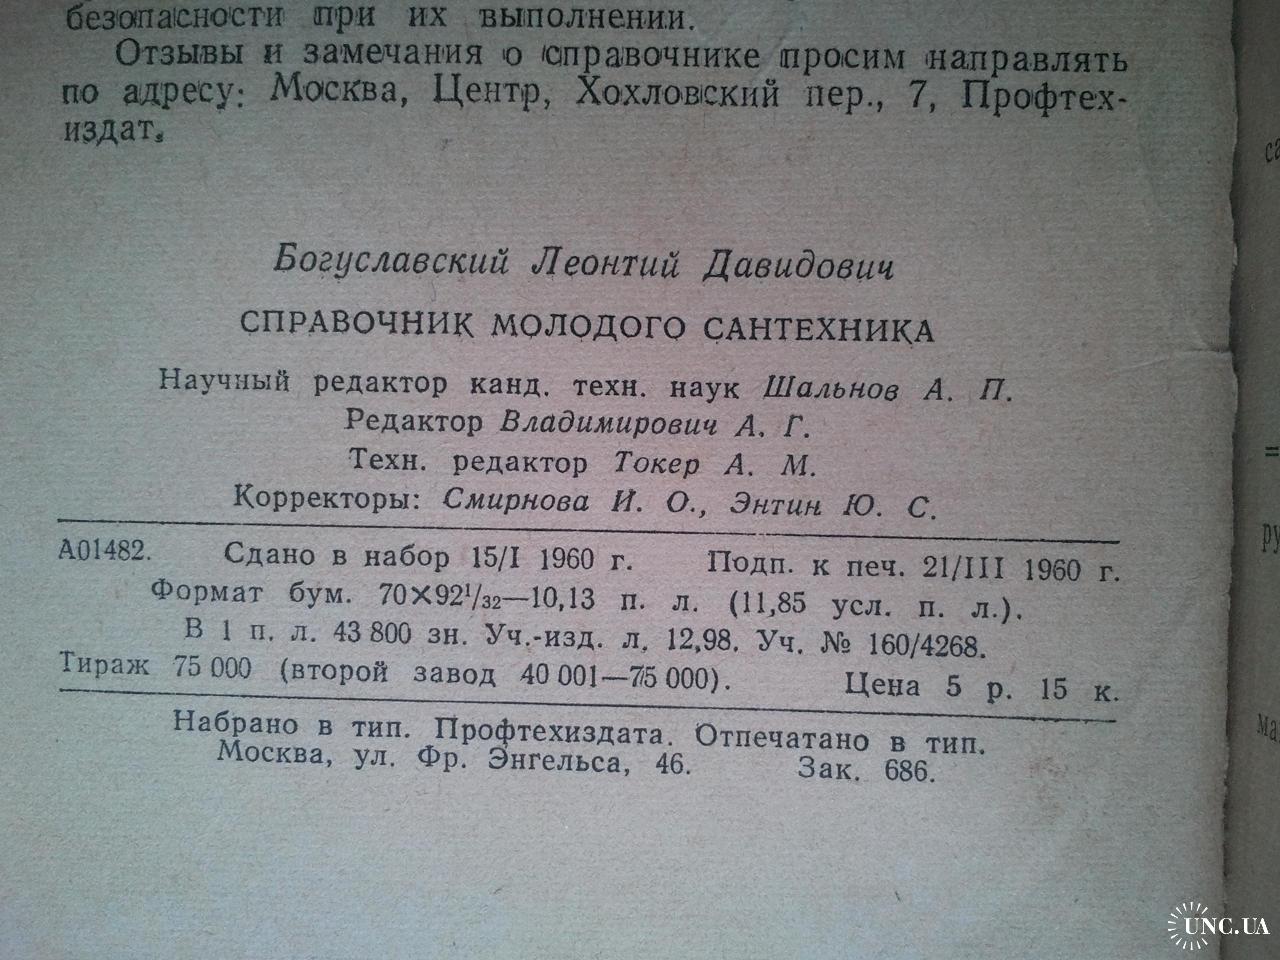 безопасности при их выполнении.
Отзывы и замечания о справочнике просим направлять
по адресу: Москва, Центр, Хохловский пер., 7, Профтех-
издат.
Богуславский Леонтий Давидович
СПРАВОЧНИК МОЛОДОГО САНТЕХНИКА
Научный редактор канд. техн. наук Шальнов А. П.
Редактор Владимирович А. Г.
Техн. редактор Токер А. М.
Корректоры: Смирнова И. О., Энтин Ю. С.
А01482. Сдано в набор 15/I 1960 г. Подп. к печ. 21/III 1960 г.
Формат бум. 70×92¹/₃₂—10,13 п. л. (11,85 усл. п. л.).
В 1 п. л. 43 800 зн. Уч.-изд. л. 12,98. Уч. № 160/4268.
Тираж 75 000 (второй завод 40 001—75 000). Цена 5 р. 15 к.
Набрано в тип. Профтехиздата. Отпечатано в тип.
Москва, ул. Фр. Энгельса, 46. Зак. 686.
UNC.UA